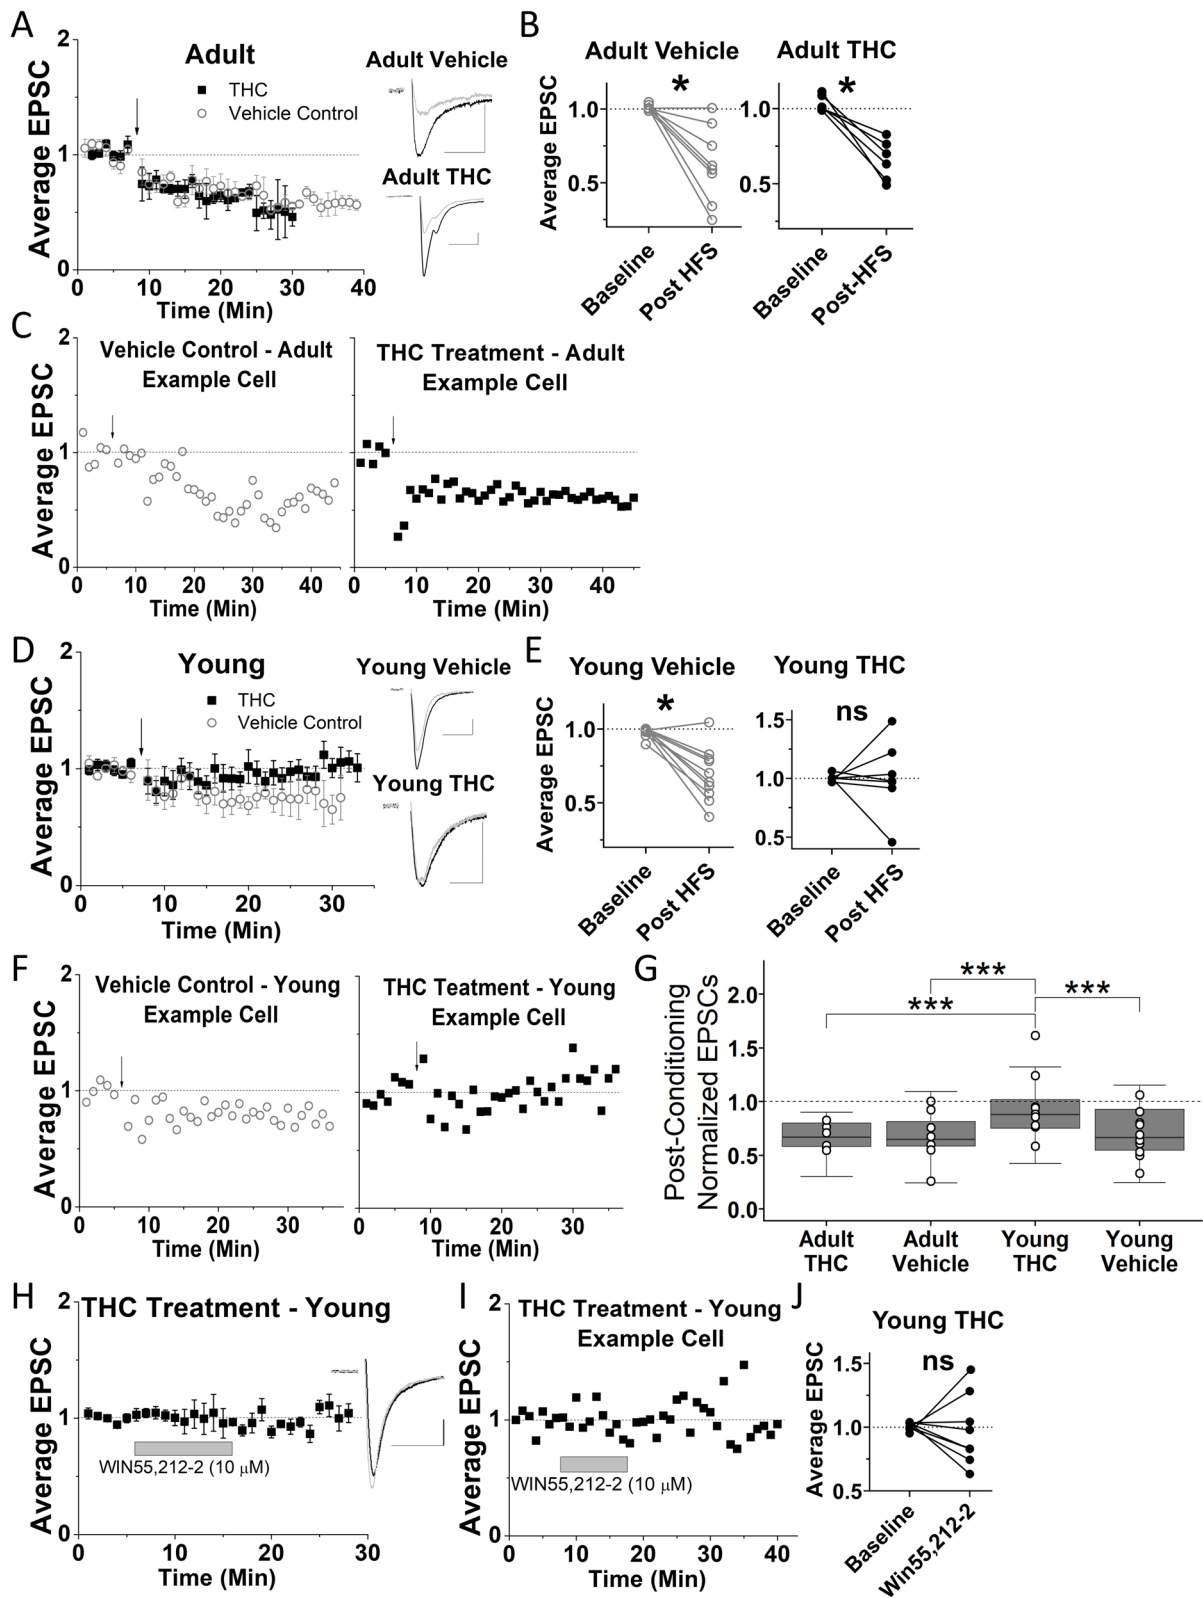 A
2
1
0
Average EPSC
Adult
THC
Vehicle Control
0 10 20 30 40
Time (Min)
Adult Vehicle
Adult THC
B
Adult Vehicle
*
1.0
0.5
Average EPSC
Baseline
Post HFS
Adult THC
*
1.0
0.5
Baseline
Post-HFS
C
2
1
0
Average EPSC
Vehicle Control - Adult
Example Cell
0 10 20 30 40
Time (Min)
THC Treatment - Adult
Example Cell
0 10 20 30 40
Time (Min)
D
2
1
0
Average EPSC
Young
THC
Vehicle Control
0 10 20 30
Time (Min)
Young Vehicle
Young THC
E
Young Vehicle
*
1.0
0.5
Average EPSC
Baseline
Post HFS
Young THC
ns
1.5
1.0
0.5
Baseline
Post HFS
F
2
1
0
Average EPSC
Vehicle Control - Young
Example Cell
0 10 20 30
Time (Min)
THC Teatment - Young
Example Cell
0 10 20 30
Time (Min)
G
Post-Conditioning
Normalized EPSCs
2.0
1.5
1.0
0.5
0.0
***
***
***
Adult
THC
Adult
Vehicle
Young
THC
Young
Vehicle
H
2
1
0
Average EPSC
THC Treatment - Young
WIN55,212-2 (10 μM)
0 10 20 30
Time (Min)
I
2
1
0
Average EPSC
THC Treatment - Young
Example Cell
WIN55,212-2 (10 μM)
0 10 20 30 40
Time (Min)
J
Young THC
ns
1.5
1.0
0.5
Average EPSC
Baseline
Win55,212-2